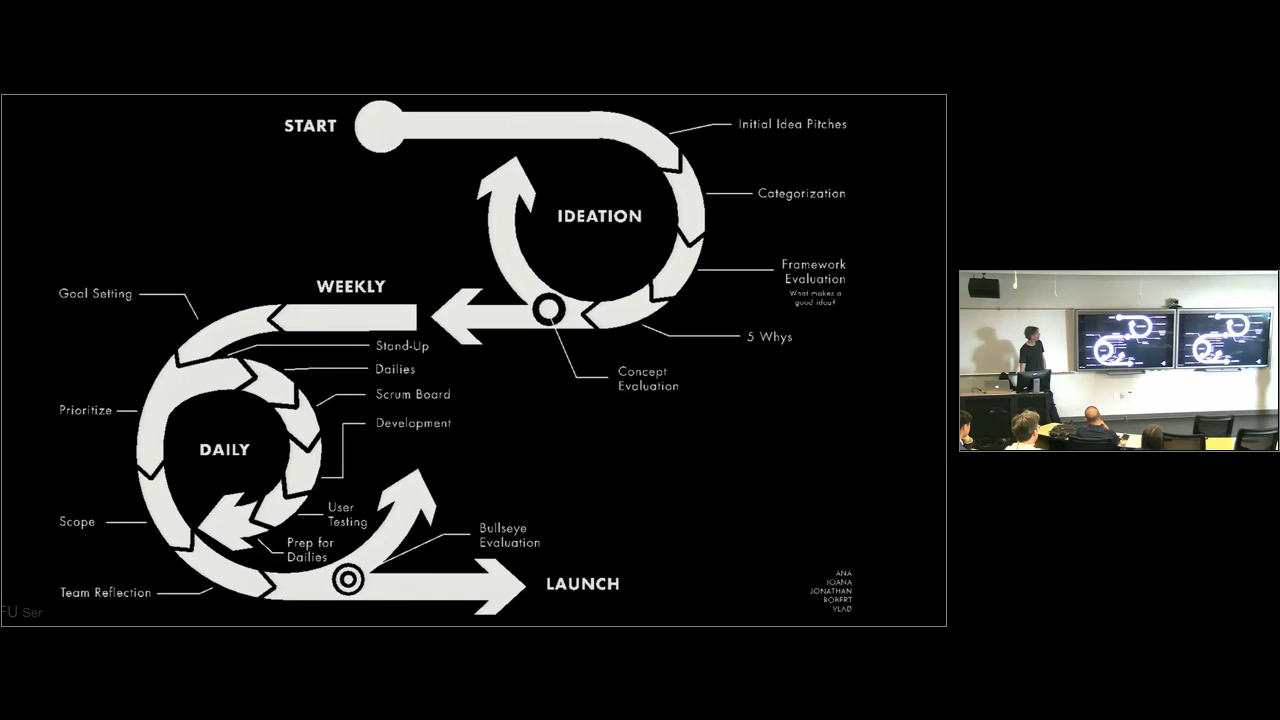 START
Initial Idea Pitches
Categorization
IDEATION
Framework
Evaluation
What makes a
good idea?
5 Whys
Concept
Evaluation
WEEKLY
Goal Setting
Stand-Up
Dailies
Scrum Board
Development
Prioritize
DAILY
User
Testing
Scope
Prep for
Dailies
Bullseye
Evaluation
Team Reflection
LAUNCH
ANA
IOANA
JONATHAN
ROBERT
VLAD
FU Ser